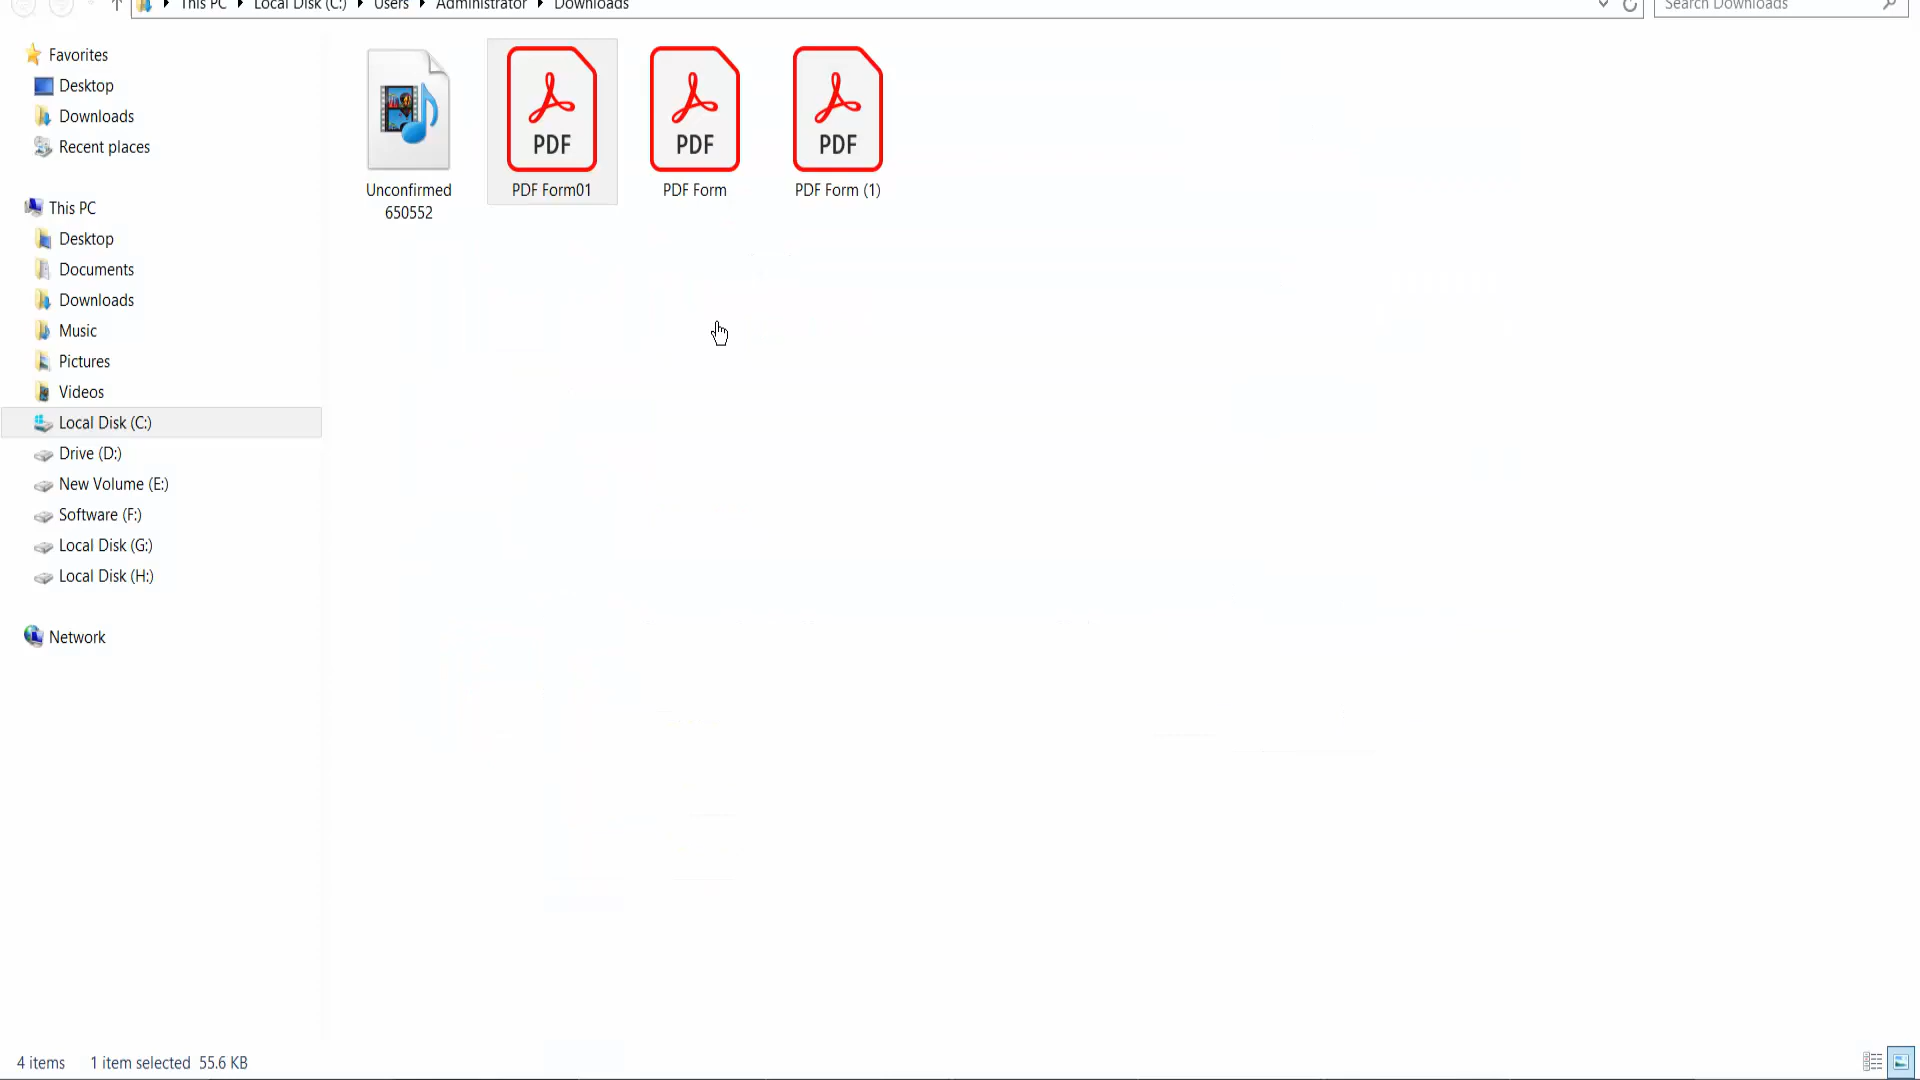 This PC Local Disk (C:) Users Administrator Downloads
Search Downloads
Favorites
Desktop
Downloads
Recent places
This PC
Desktop
Documents
Downloads
Music
Pictures
Videos
Local Disk (C:)
Drive (D:)
New Volume (E:)
Software (F:)
Local Disk (G:)
Local Disk (H:)
Network
PDF
PDF
PDF
Unconfirmed
650552
PDF Form01
PDF Form
PDF Form (1)
4 items 1 item selected 55.6 KB